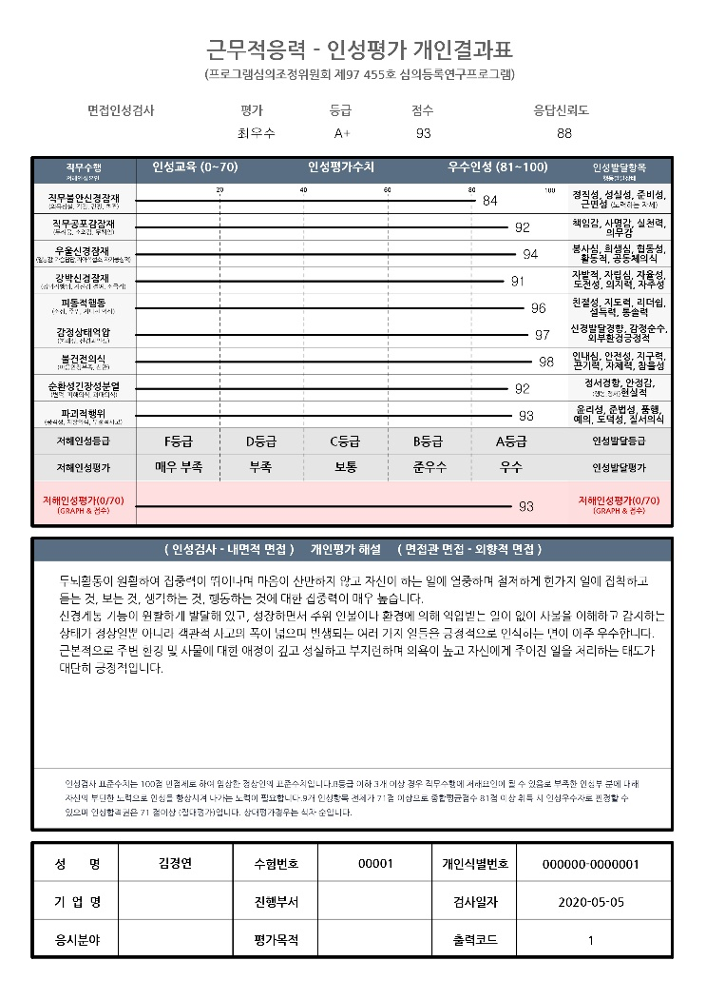 근무적응력 - 인성평가 개인결과표
(프로그램심의조정위원회 제97 455호 심의등록연구프로그램)
면접인성검사 평가 등급 점수 응답신뢰도
최우수 A+ 93 88
직무수행 인성교육 (0~70) 인성평가수치 우수인성 (81~100) 인성발달항목
저해인성분인 행동발달상태
20 40 60 80 100
직무불안신경잠재 84 정직성, 성실성, 준비성,
근면성 (노력하는 자세)
직무공포감잠재 92 책임감, 사명감, 실천력,
의무감
우울신경잠재 94 봉사심, 희생심, 협동성,
활동적, 공동체의식
강박신경잠재 91 자발적, 자립심, 자율성,
도전성, 의지력, 자주성
피동적행동 96 친절성, 지도력, 리더쉽,
설득력, 통솔력
감정상태억압 97 신경발달경향, 감정순수,
외부환경긍정적
불건전의식 98 인내심, 안전성, 지구력,
끈기력, 자제력, 참을성
순환성긴장성분열 92 정서경향, 안정감,
현실적
파괴적행위 93 윤리성, 준법성, 품행,
예의, 도덕성, 질서의식
저해인성등급 F등급 D등급 C등급 B등급 A등급 인성발달등급
저해인성평가 매우 부족 부족 보통 준우수 우수 인성발달평가
저해인성평가(0/70) 93 저해인성평가(0/70)
(GRAPH & 점수) (GRAPH & 점수)
( 인성검사 - 내면적 면접 ) 개인평가 해설 ( 면접관 면접 - 외향적 면접 )
두뇌활동이 원활하여 집중력이 뛰어나며 마음이 산만하지 않고 자신이 하는 일에 열중하며 철저하게 한가지 일에 집착하고
듣는 것, 보는 것, 생각하는 것, 행동하는 것에 대한 집중력이 매우 높습니다.
신경계통 기능이 원활하게 발달해 있고, 성장하면서 주위 인물이나 환경에 의해 억압받는 일이 없이 사물을 이해하고 감지하는
상태가 정상일뿐 아니라 객관적 사고의 폭이 넓으며 발생되는 여러 가지 일들을 긍정적으로 인식하는 면이 아주 우수합니다.
근본적으로 주변 환경 및 사물에 대한 애정이 깊고 성실하고 부지런하며 의욕이 높고 자신에게 주어진 일을 처리하는 태도가
대단히 긍정적입니다.
인성검사 표준수치는 100점 만점제로 하여 임상한 정상인의 표준수치입니다.B등급 이하 3개 이상 경우 직무수행에 저해요인이 될 수 있음로 부족한 인성부 분에 대해
자신의 부단한 노력으로 인성을 향상시켜 나가는 노력이 필요합니다.9개 인성항목 전체가 71점 이상으로 종합평균점수 81점 이상 취득 시 인성우수자로 판정할 수
있으며 인성합격권은 71 점이상 (절대평가)입니다. 상대평가경우는 석차 순입니다.
성 명 김경연 수험번호 00001 개인식별번호 000000-0000001
기 업 명 진행부서 검사일자 2020-05-05
응시분야 평가목적 출력코드 1